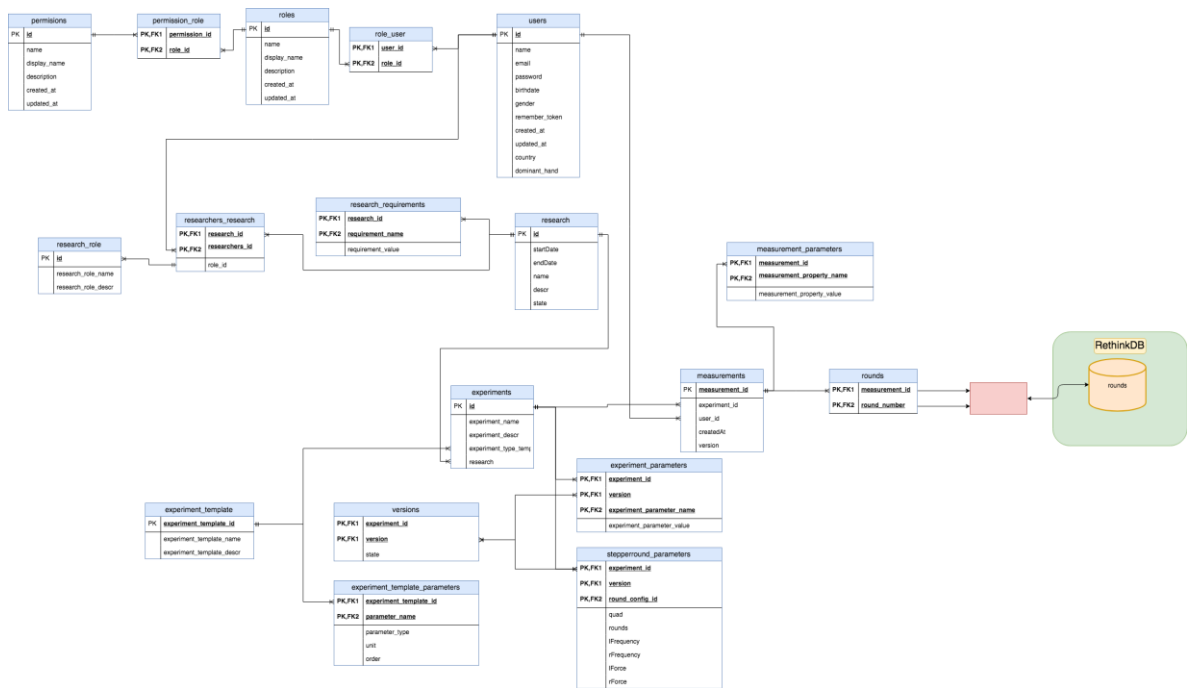 permisions
PK id
name
display_name
description
created_at
updated_at
permission_role
PK,FK1 permission_id
PK,FK2 role_id
roles
PK id
name
display_name
description
created_at
updated_at
role_user
PK,FK1 user_id
PK,FK2 role_id
users
PK id
name
email
password
birthdate
gender
remember_token
created_at
updated_at
country
dominant_hand
research_role
PK id
research_role_name
research_role_descr
researchers_research
PK,FK1 research_id
PK,FK2 researchers_id
role_id
research_requirements
PK,FK1 research_id
PK,FK2 requirement_name
requirement_value
research
PK id
startDate
endDate
name
descr
state
measurement_parameters
PK,FK1 measurement_id
PK,FK2 measurement_property_name
measurement_property_value
experiments
PK id
experiment_name
experiment_descr
experiment_type_temp
research
measurements
PK measurement_id
experiment_id
user_id
createdAt
version
rounds
PK,FK1 measurement_id
PK,FK2 round_number
RethinkDB
rounds
experiment_template
PK experiment_template_id
experiment_template_name
experiment_template_descr
versions
PK,FK1 experiment_id
PK,FK1 version
state
experiment_parameters
PK,FK1 experiment_id
PK,FK1 version
PK,FK2 experiment_parameter_name
experiment_parameter_value
experiment_template_parameters
PK,FK1 experiment_template_id
PK,FK2 parameter_name
parameter_type
unit
order
stepperround_parameters
PK,FK1 experiment_id
PK,FK1 version
PK,FK2 round_config_id
quad
rounds
lFrequency
rFrequency
lForce
rForce